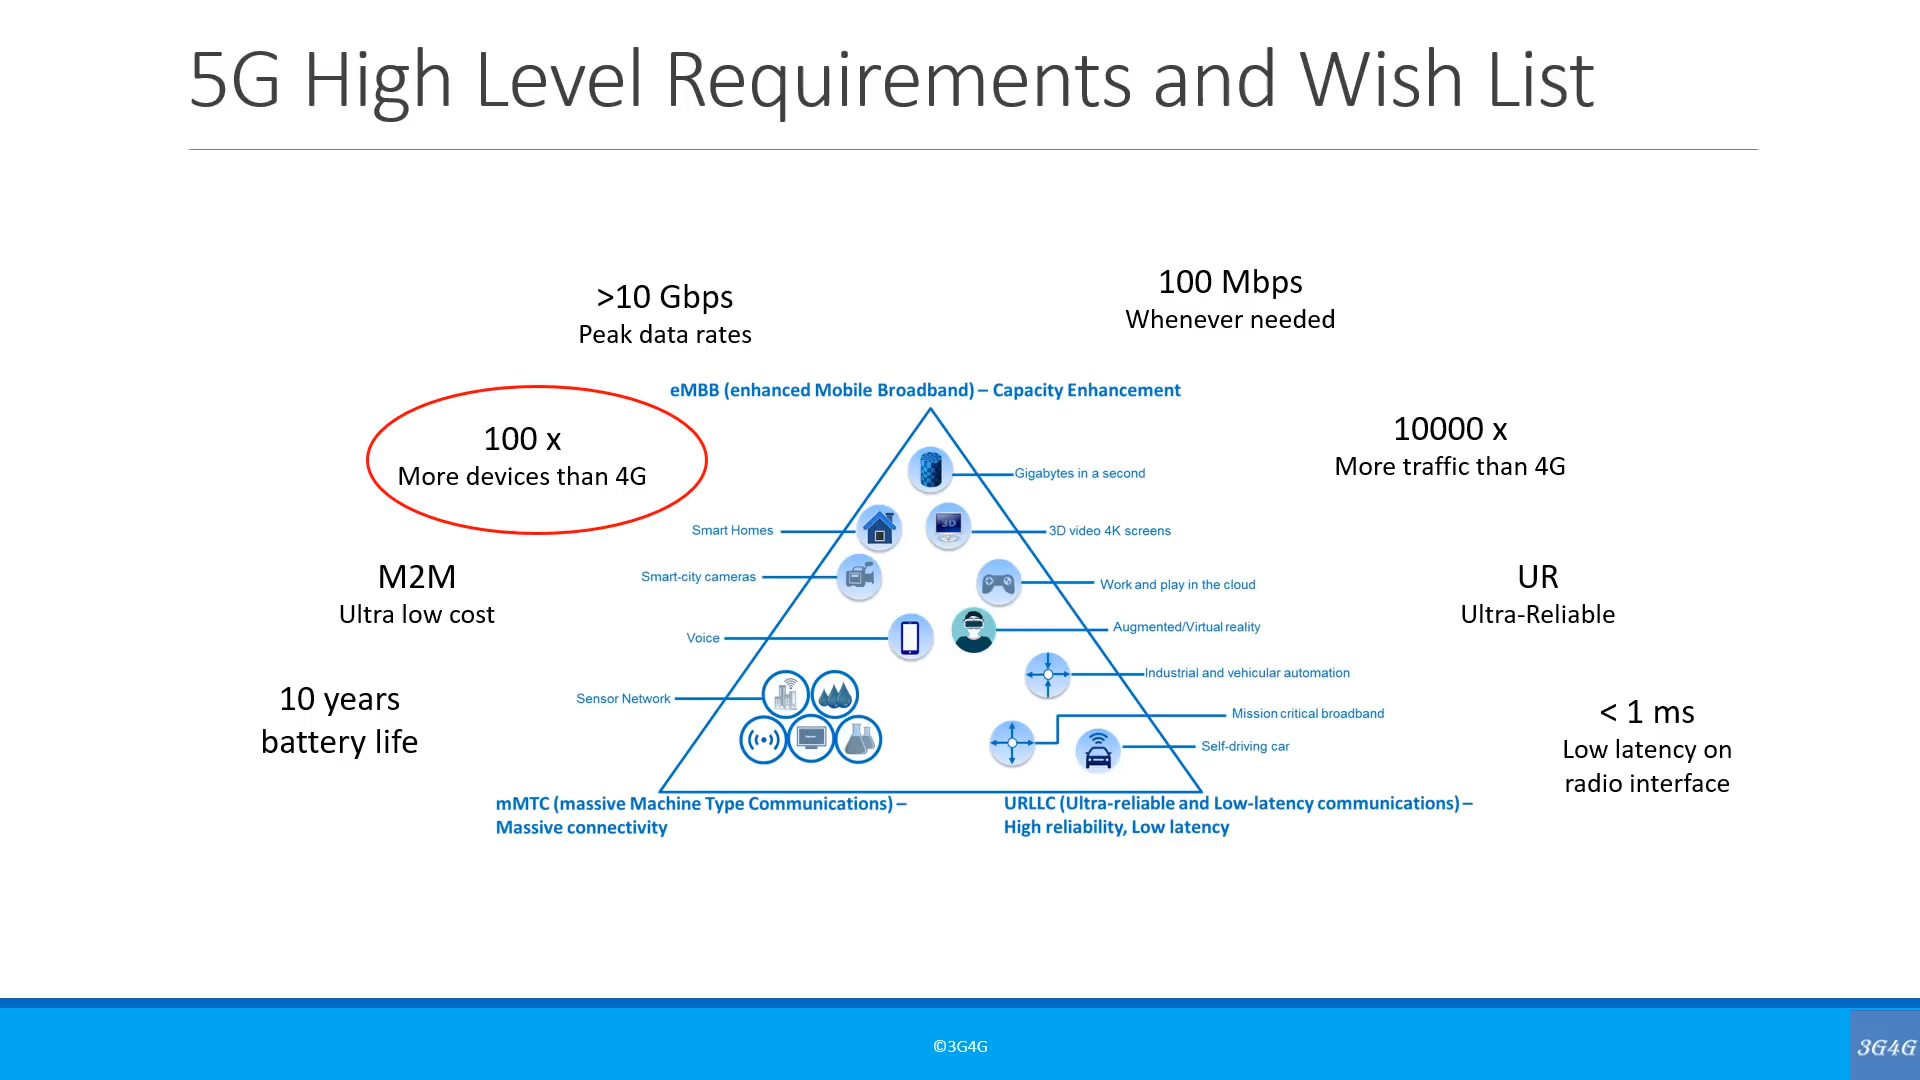 5G High Level Requirements and Wish List
>10 Gbps
Peak data rates
100 Mbps
Whenever needed
eMBB (enhanced Mobile Broadband) – Capacity Enhancement
100 x
More devices than 4G
10000 x
More traffic than 4G
Gigabytes in a second
Smart Homes
3D
3D video 4K screens
Smart-city cameras
Work and play in the cloud
M2M
Ultra low cost
UR
Ultra-Reliable
Voice
Augmented/Virtual reality
Industrial and vehicular automation
Sensor Network
Mission critical broadband
Self-driving car
10 years
battery life
< 1 ms
Low latency on
radio interface
mMTC (massive Machine Type Communications) –
Massive connectivity
URLLC (Ultra-reliable and Low-latency communications) –
High reliability, Low latency
©3G4G
3G4G